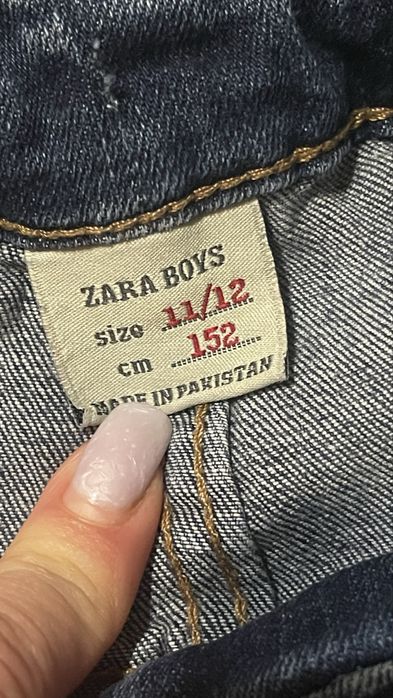 ZARA BOYS
size 11/12
cm 152
MADE IN PAKISTAN